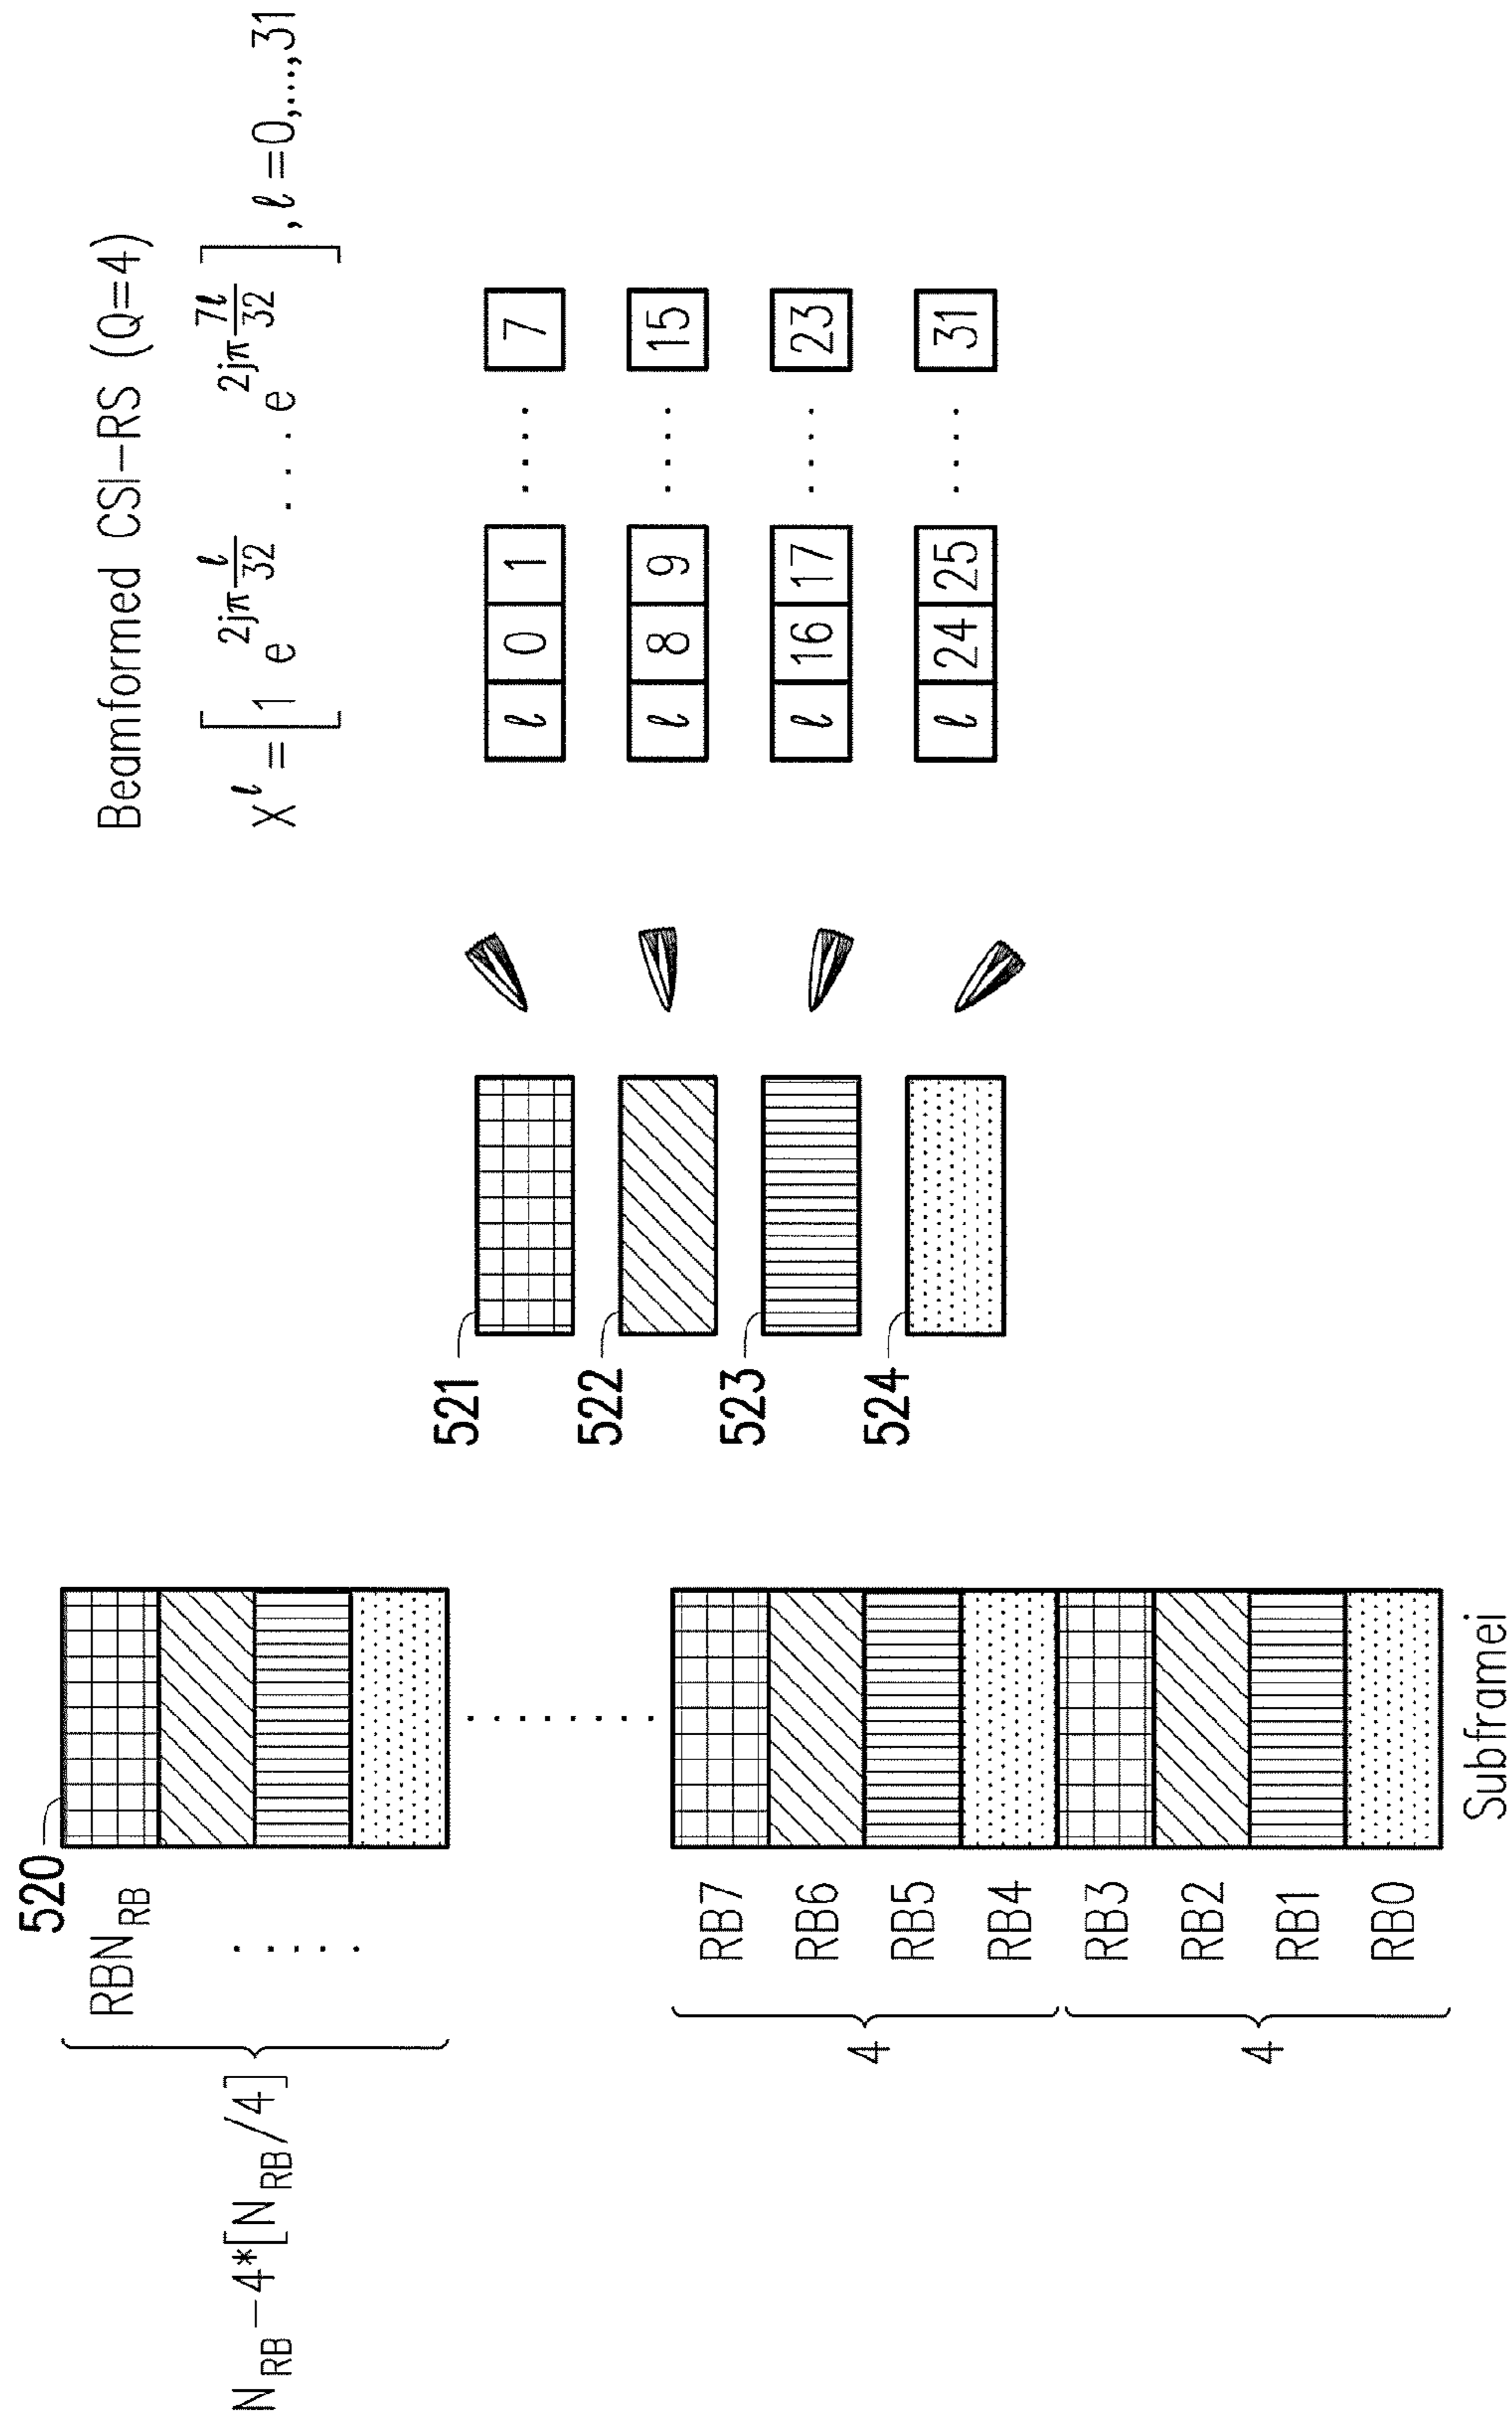 Beamformed CSI-RS (Q=4)
X^ℓ = [1 e^{2jπ ℓ/32} . . . e^{2jπ 7ℓ/32}], ℓ=0,...,31
520
RBN_RB
.....
N_RB-4*[N_RB/4]
........
RB7
RB6
RB5
RB4
4
RB3
RB2
RB1
RB0
4
Subframei
521
ℓ 0 1 .... 7
522
ℓ 8 9 .... 15
523
ℓ 16 17 .... 23
524
ℓ 24 25 .... 31